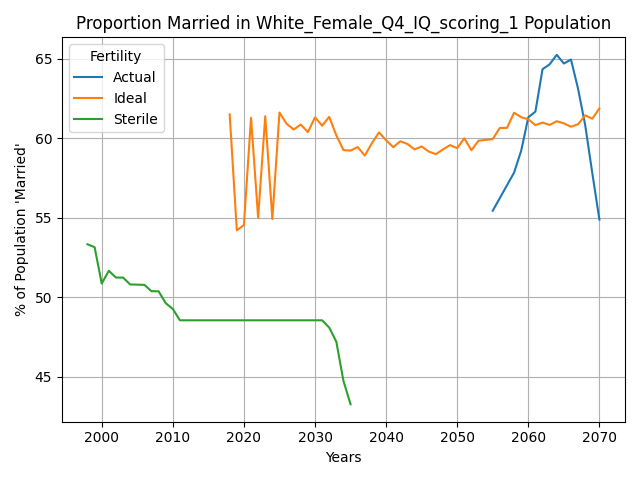 Proportion Married in White_Female_Q4_IQ_scoring_1 Population
Fertility
Actual
Ideal
Sterile
% of Population 'Married'
65
60
55
50
45
2000 2010 2020 2030 2040 2050 2060 2070
Years